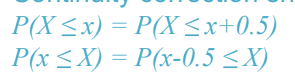 P(X ≤ x) = P(X ≤ x+0.5)
P(x ≤ X) = P(x-0.5 ≤ X)